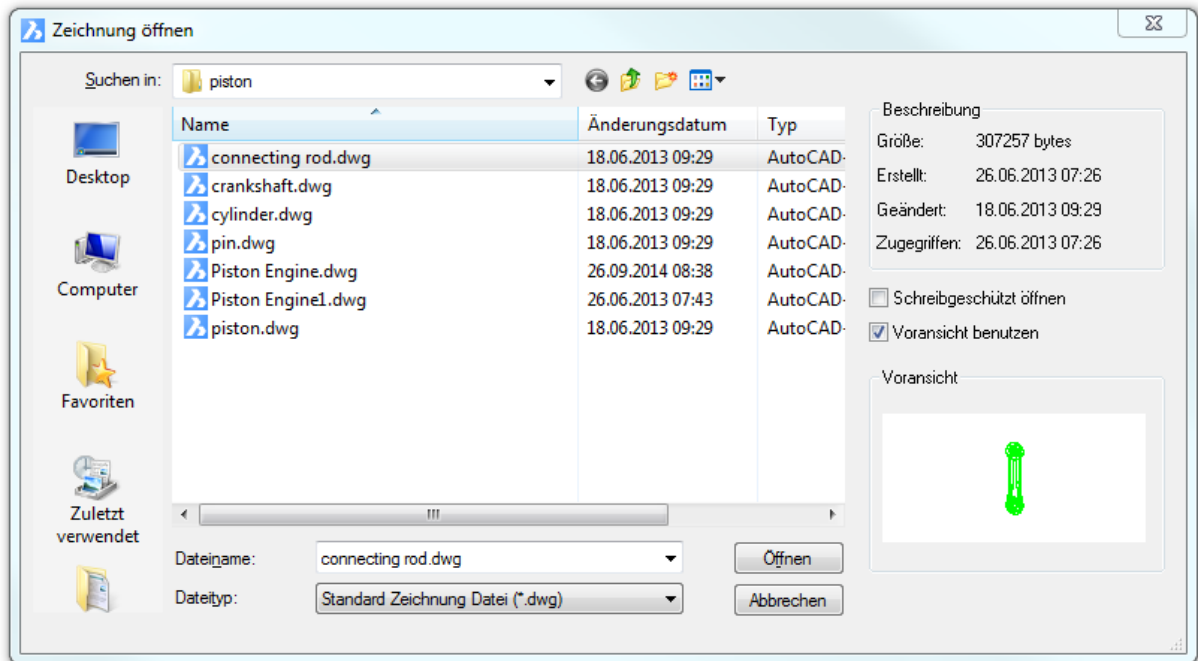 Zeichnung öffnen
Suchen in: piston
Name Änderungsdatum Typ
connecting rod.dwg 18.06.2013 09:29 AutoCAD-
crankshaft.dwg 18.06.2013 09:29 AutoCAD-
cylinder.dwg 18.06.2013 09:29 AutoCAD-
pin.dwg 18.06.2013 09:29 AutoCAD-
Piston Engine.dwg 26.09.2014 08:38 AutoCAD-
Piston Engine1.dwg 26.06.2013 07:43 AutoCAD-
piston.dwg 18.06.2013 09:29 AutoCAD-
Desktop
Computer
Favoriten
Zuletzt
verwendet
Dateiname: connecting rod.dwg Öffnen
Dateityp: Standard Zeichnung Datei (*.dwg) Abbrechen
Beschreibung
Größe: 307257 bytes
Erstellt: 26.06.2013 07:26
Geändert: 18.06.2013 09:29
Zugegriffen: 26.06.2013 07:26
Schreibgeschützt öffnen
Voransicht benutzen
Voransicht